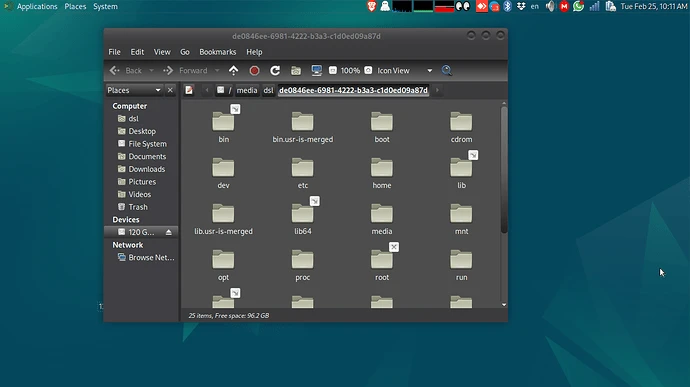 Applications Places System en Tue Feb 25, 10:11 AM
de0846ee-6981-4222-b3a3-c1d0ed09a87d
File Edit View Go Bookmarks Help
Back Forward 100% Icon View
Places / media dsl de0846ee-6981-4222-b3a3-c1d0ed09a87d
Computer
dsl
Desktop
File System
Documents
Downloads
Pictures
Videos
Trash
Devices
120 G...
Network
Browse Net...
bin bin.usr-is-merged boot cdrom
dev etc home lib
lib.usr-is-merged lib64 media mnt
opt proc root run
25 items, Free space: 96.2 GB